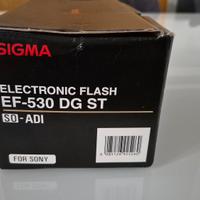 SIGMA
ELECTRONIC FLASH
EF-530 DG ST
SO-ADI
FOR SONY